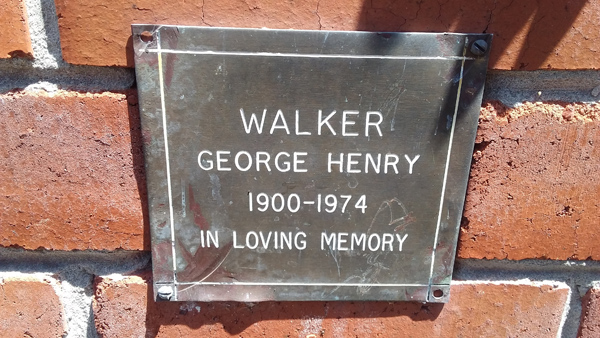 WALKER
GEORGE HENRY
1900-1974
IN LOVING MEMORY